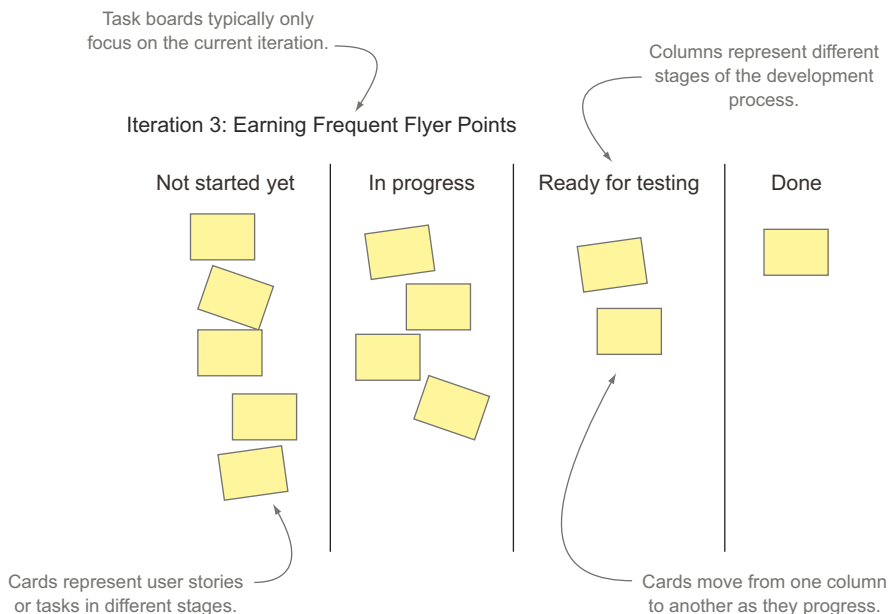 Task boards typically only
focus on the current iteration.
Columns represent different
stages of the development
process.
Iteration 3: Earning Frequent Flyer Points
Not started yet
In progress
Ready for testing
Done
Cards represent user stories
or tasks in different stages.
Cards move from one column
to another as they progress.